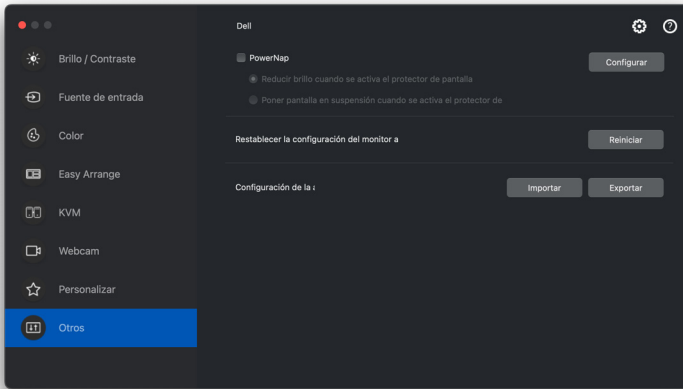 Dell
Brillo / Contraste
Fuente de entrada
Color
Easy Arrange
KVM
Webcam
Personalizar
Otros
PowerNap
Configurar
Reducir brillo cuando se activa el protector de pantalla
Poner pantalla en suspensión cuando se activa el protector de
Restablecer la configuración del monitor a
Reiniciar
Configuración de la
Importar
Exportar